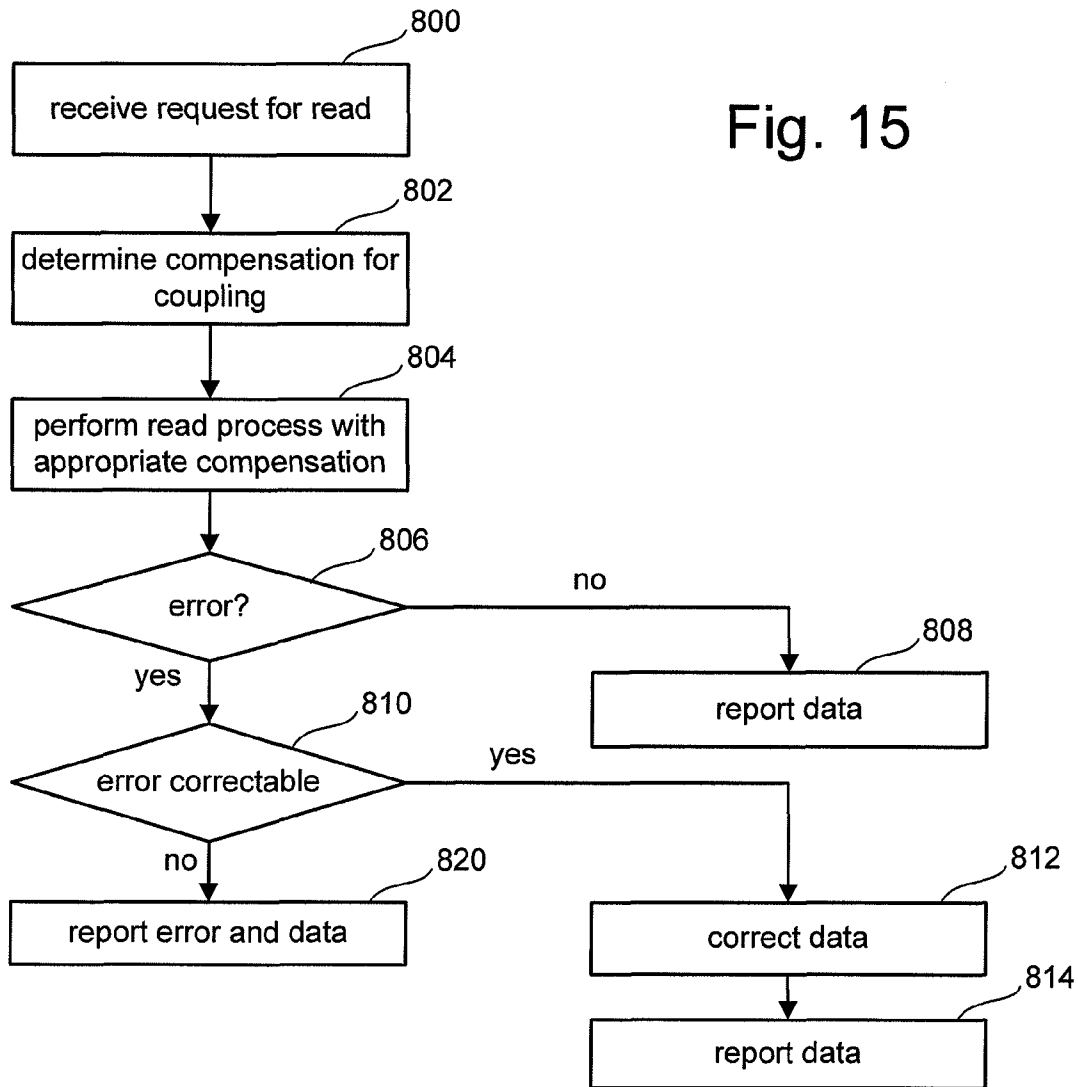 800
receive request for read
Fig. 15
802
determine compensation for
coupling
804
perform read process with
appropriate compensation
806
error?
no
808
report data
yes
810
error correctable
yes
no
820
report error and data
812
correct data
814
report data